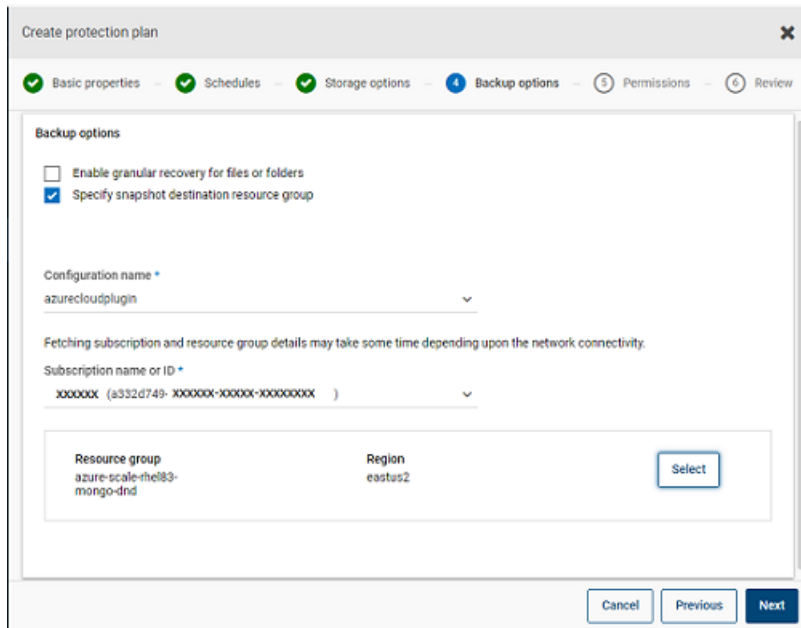 Create protection plan
Basic properties
Schedules
Storage options
4 Backup options
5 Permissions
6 Review
Backup options
Enable granular recovery for files or folders
Specify snapshot destination resource group
Configuration name *
azurecloudplugin
Fetching subscription and resource group details may take some time depending upon the network connectivity.
Subscription name or ID *
XXXXXX (a332d749- XXXXXX-XXXXX-XXXXXXXX )
Resource group
azure-scale-rhel83-
mongo-dnd
Region
eastus2
Select
Cancel
Previous
Next